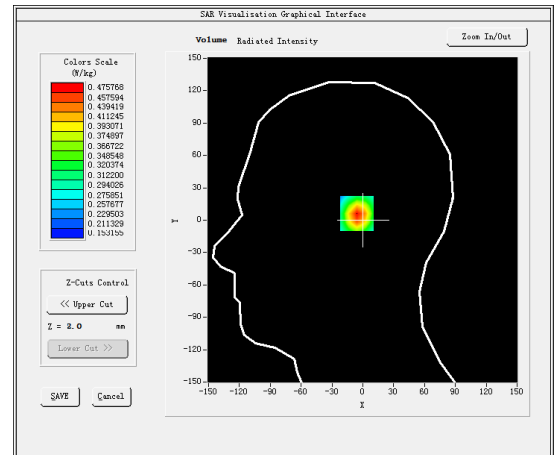 SAR Visualisation Graphical Interface
Volume Radiated Intensity
Zoom In/Out
Colors Scale
(W/kg)
0.475768
0.457594
0.439419
0.411245
0.393071
0.374897
0.366722
0.348548
0.320374
0.312200
0.294026
0.275851
0.257677
0.229503
0.211329
0.153155
Z-Cuts Control
<< Upper Cut
Z = 2.0 mm
Lower Cut >>
SAVE Cancel
150
120
90
60
30
0
-30
-60
-90
-120
-150
Y
-150 -120 -90 -60 -30 0 30 60 90 120 150
X